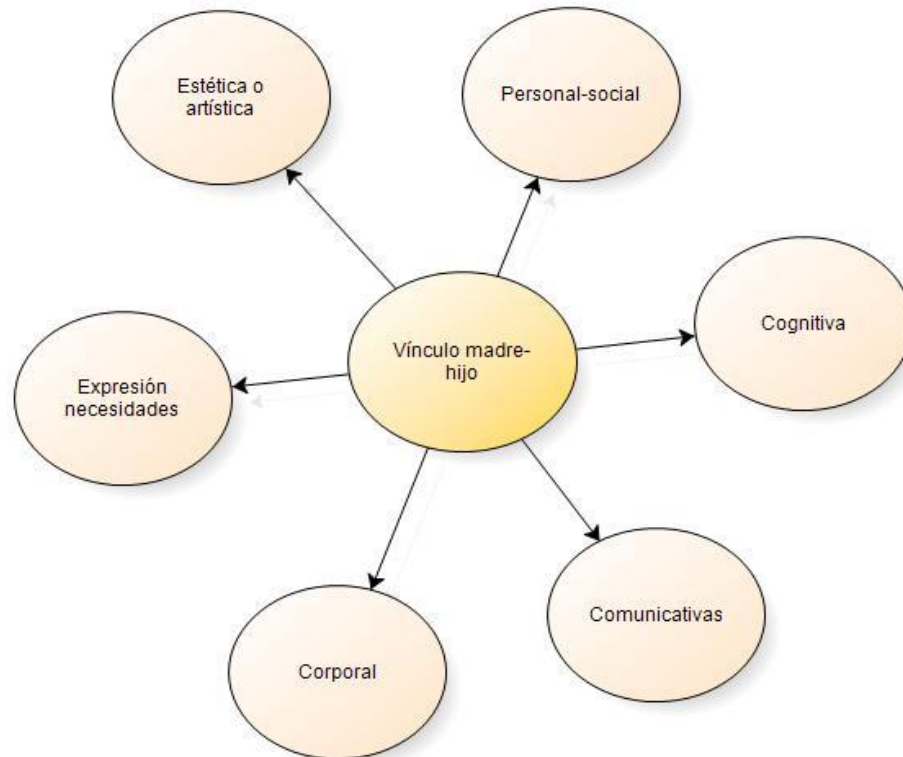 Estética o
artística
Personal-social
Cognitiva
Vínculo madre-
hijo
Expresión
necesidades
Comunicativas
Corporal